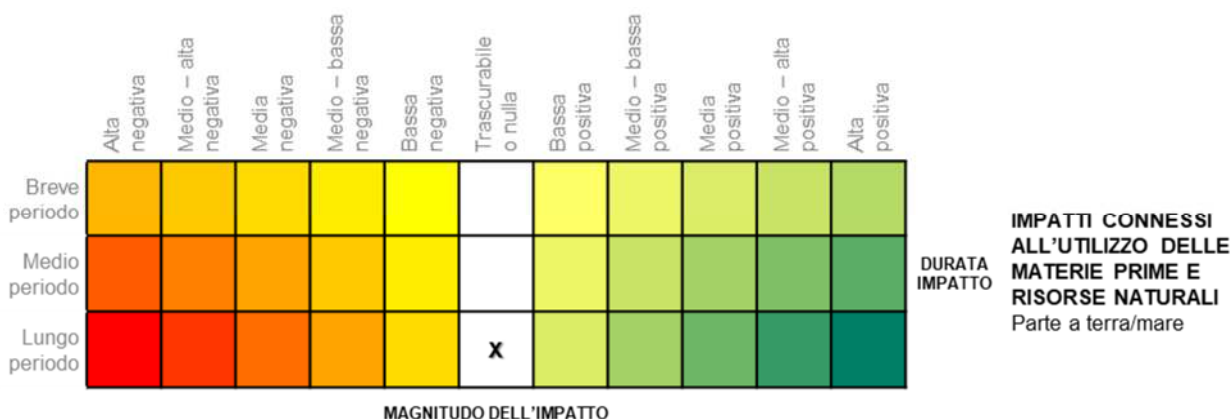 Alta
negativa
Medio – alta
negativa
Media
negativa
Medio – bassa
negativa
Bassa
negativa
Trascurabile
o nulla
Bassa
positiva
Medio – bassa
positiva
Media
positiva
Medio – alta
positiva
Alta
positiva
Breve
periodo
Medio
periodo
Lungo
periodo
X
DURATA
IMPATTO
MAGNITUDO DELL'IMPATTO
IMPATTI CONNESSI
ALL'UTILIZZO DELLE
MATERIE PRIME E
RISORSE NATURALI
Parte a terra/mare